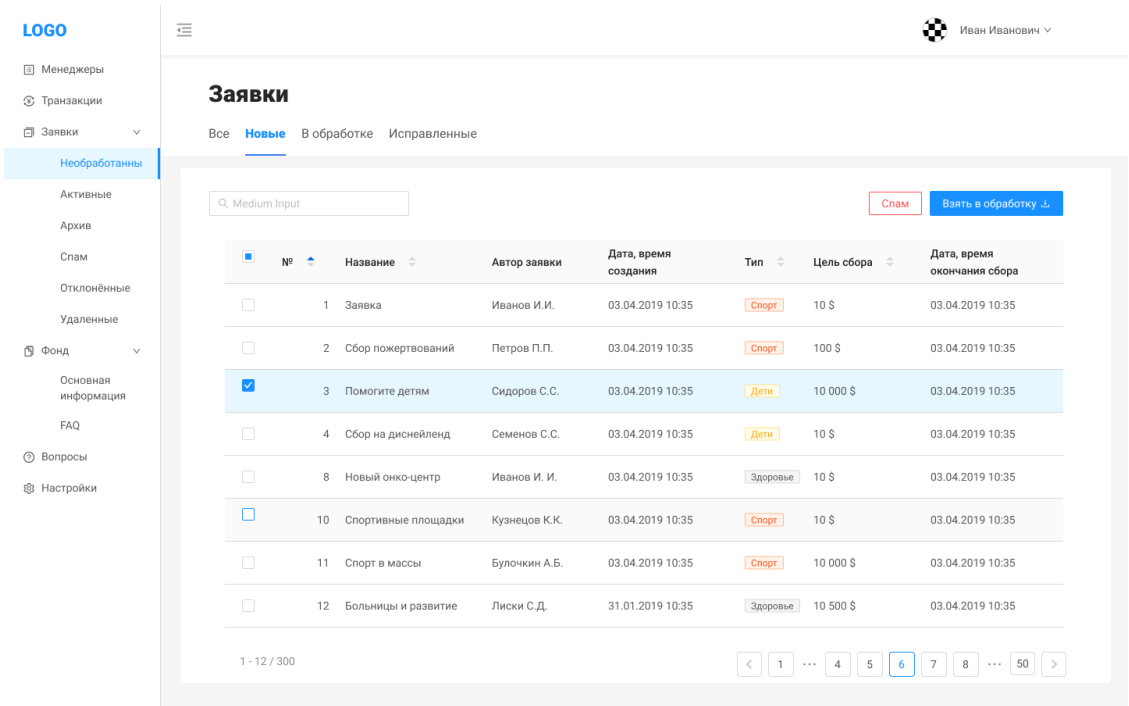 LOGO
Иван Иванович
Менеджеры
Транзакции
Заявки
Необработанны
Активные
Архив
Спам
Отклонённые
Удаленные
Фонд
Основная
информация
FAQ
Вопросы
Настройки
Заявки
Все Новые В обработке Исправленные
Medium Input
Спам Взять в обработку
№ Название Автор заявки Дата, время создания Тип Цель сбора Дата, время окончания сбора
1 Заявка Иванов И.И. 03.04.2019 10:35 Спорт 10 $ 03.04.2019 10:35
2 Сбор пожертвований Петров П.П. 03.04.2019 10:35 Спорт 100 $ 03.04.2019 10:35
3 Помогите детям Сидоров С.С. 03.04.2019 10:35 Дети 10 000 $ 03.04.2019 10:35
4 Сбор на диснейленд Семенов С.С. 03.04.2019 10:35 Дети 10 $ 03.04.2019 10:35
8 Новый онко-центр Иванов И. И. 03.04.2019 10:35 Здоровье 10 $ 03.04.2019 10:35
10 Спортивные площадки Кузнецов К.К. 03.04.2019 10:35 Спорт 10 $ 03.04.2019 10:35
11 Спорт в массы Булочкин А.Б. 03.04.2019 10:35 Спорт 10 000 $ 03.04.2019 10:35
12 Больницы и развитие Лиски С.Д. 31.01.2019 10:35 Здоровье 10 500 $ 03.04.2019 10:35
1 - 12 / 300
1 ··· 4 5 6 7 8 ··· 50